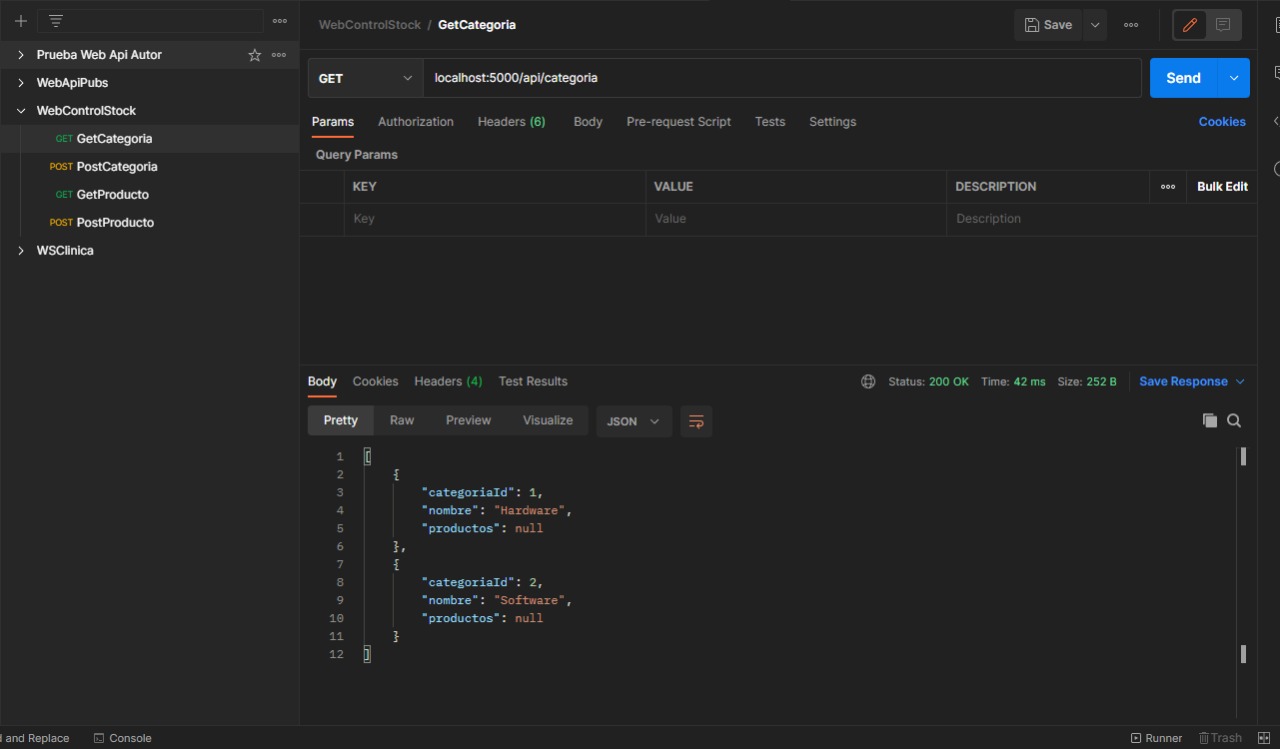 WebControlStock / GetCategoria
Save
Prueba Web Api Autor
WebApiPubs
WebControlStock
GET GetCategoria
POST PostCategoria
GET GetProducto
POST PostProducto
WSClinica
GET
localhost:5000/api/categoria
Send
Params Authorization Headers (6) Body Pre-request Script Tests Settings Cookies
Query Params
KEY VALUE DESCRIPTION Bulk Edit
Key Value Description
Body Cookies Headers (4) Test Results Status: 200 OK Time: 42 ms Size: 252 B Save Response
Pretty Raw Preview Visualize JSON
1 [
2 {
3 "categoriaId": 1,
4 "nombre": "Hardware",
5 "productos": null
6 },
7 {
8 "categoriaId": 2,
9 "nombre": "Software",
10 "productos": null
11 }
12 ]
d and Replace Console Runner Trash